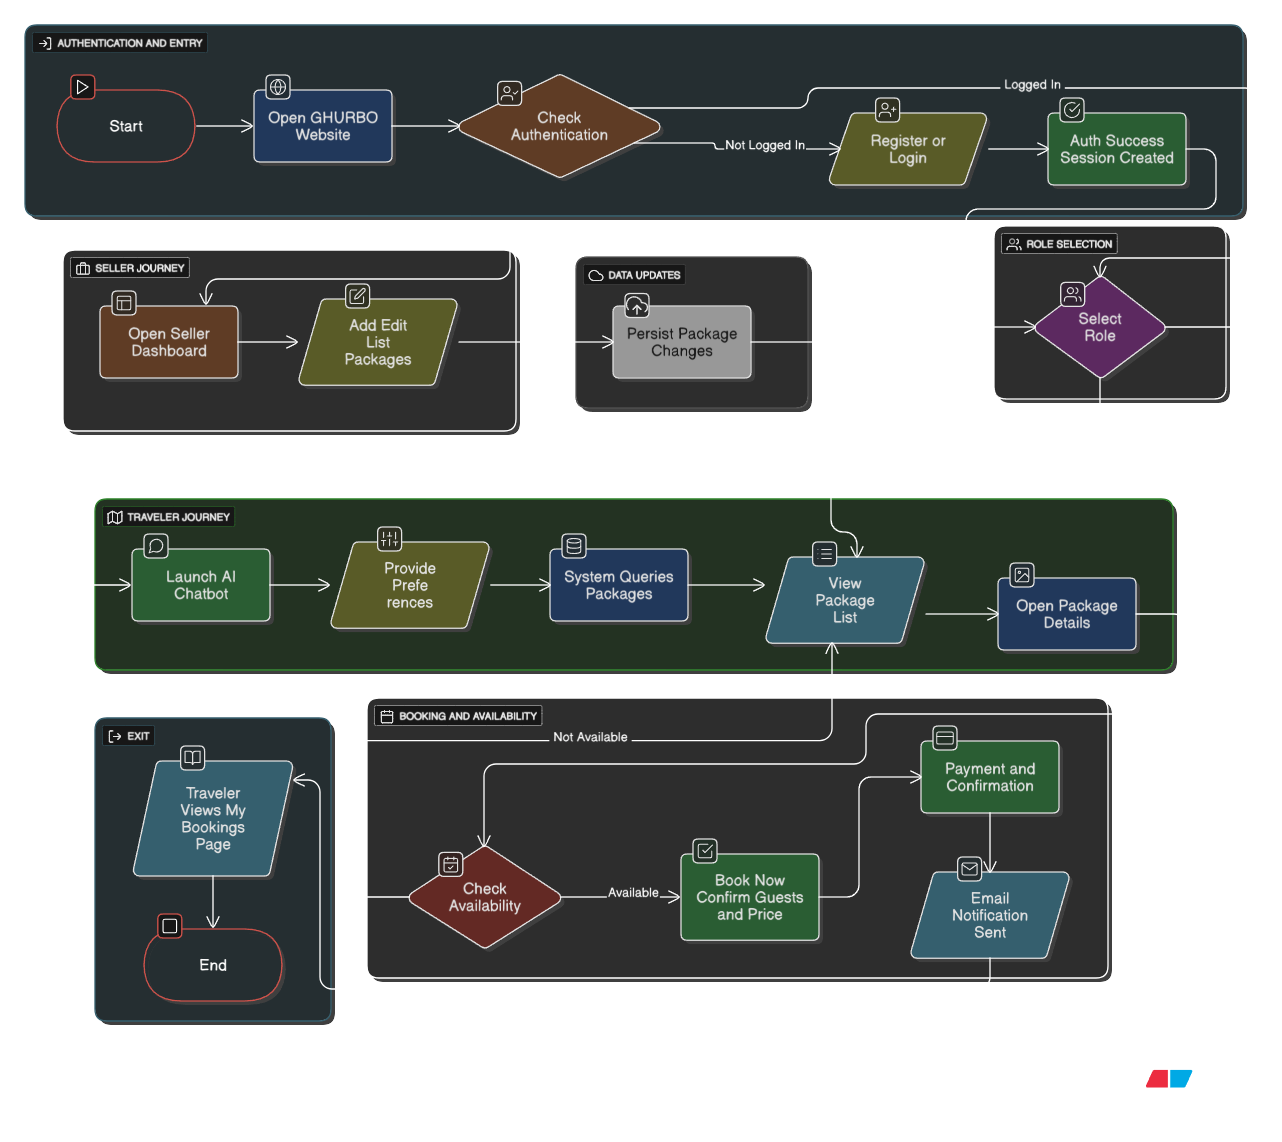 AUTHENTICATION AND ENTRY
Start
Open GHURBO
Website
Check
Authentication
Logged In
Not Logged In
Register or
Login
Auth Success
Session Created
SELLER JOURNEY
Open Seller
Dashboard
Add Edit
List
Packages
DATA UPDATES
Persist Package
Changes
ROLE SELECTION
Select
Role
TRAVELER JOURNEY
Launch AI
Chatbot
Provide
Prefe
rences
System Queries
Packages
View
Package
List
Open Package
Details
EXIT
Traveler
Views My
Bookings
Page
End
BOOKING AND AVAILABILITY
Not Available
Check
Availability
Available
Book Now
Confirm Guests
and Price
Payment and
Confirmation
Email
Notification
Sent